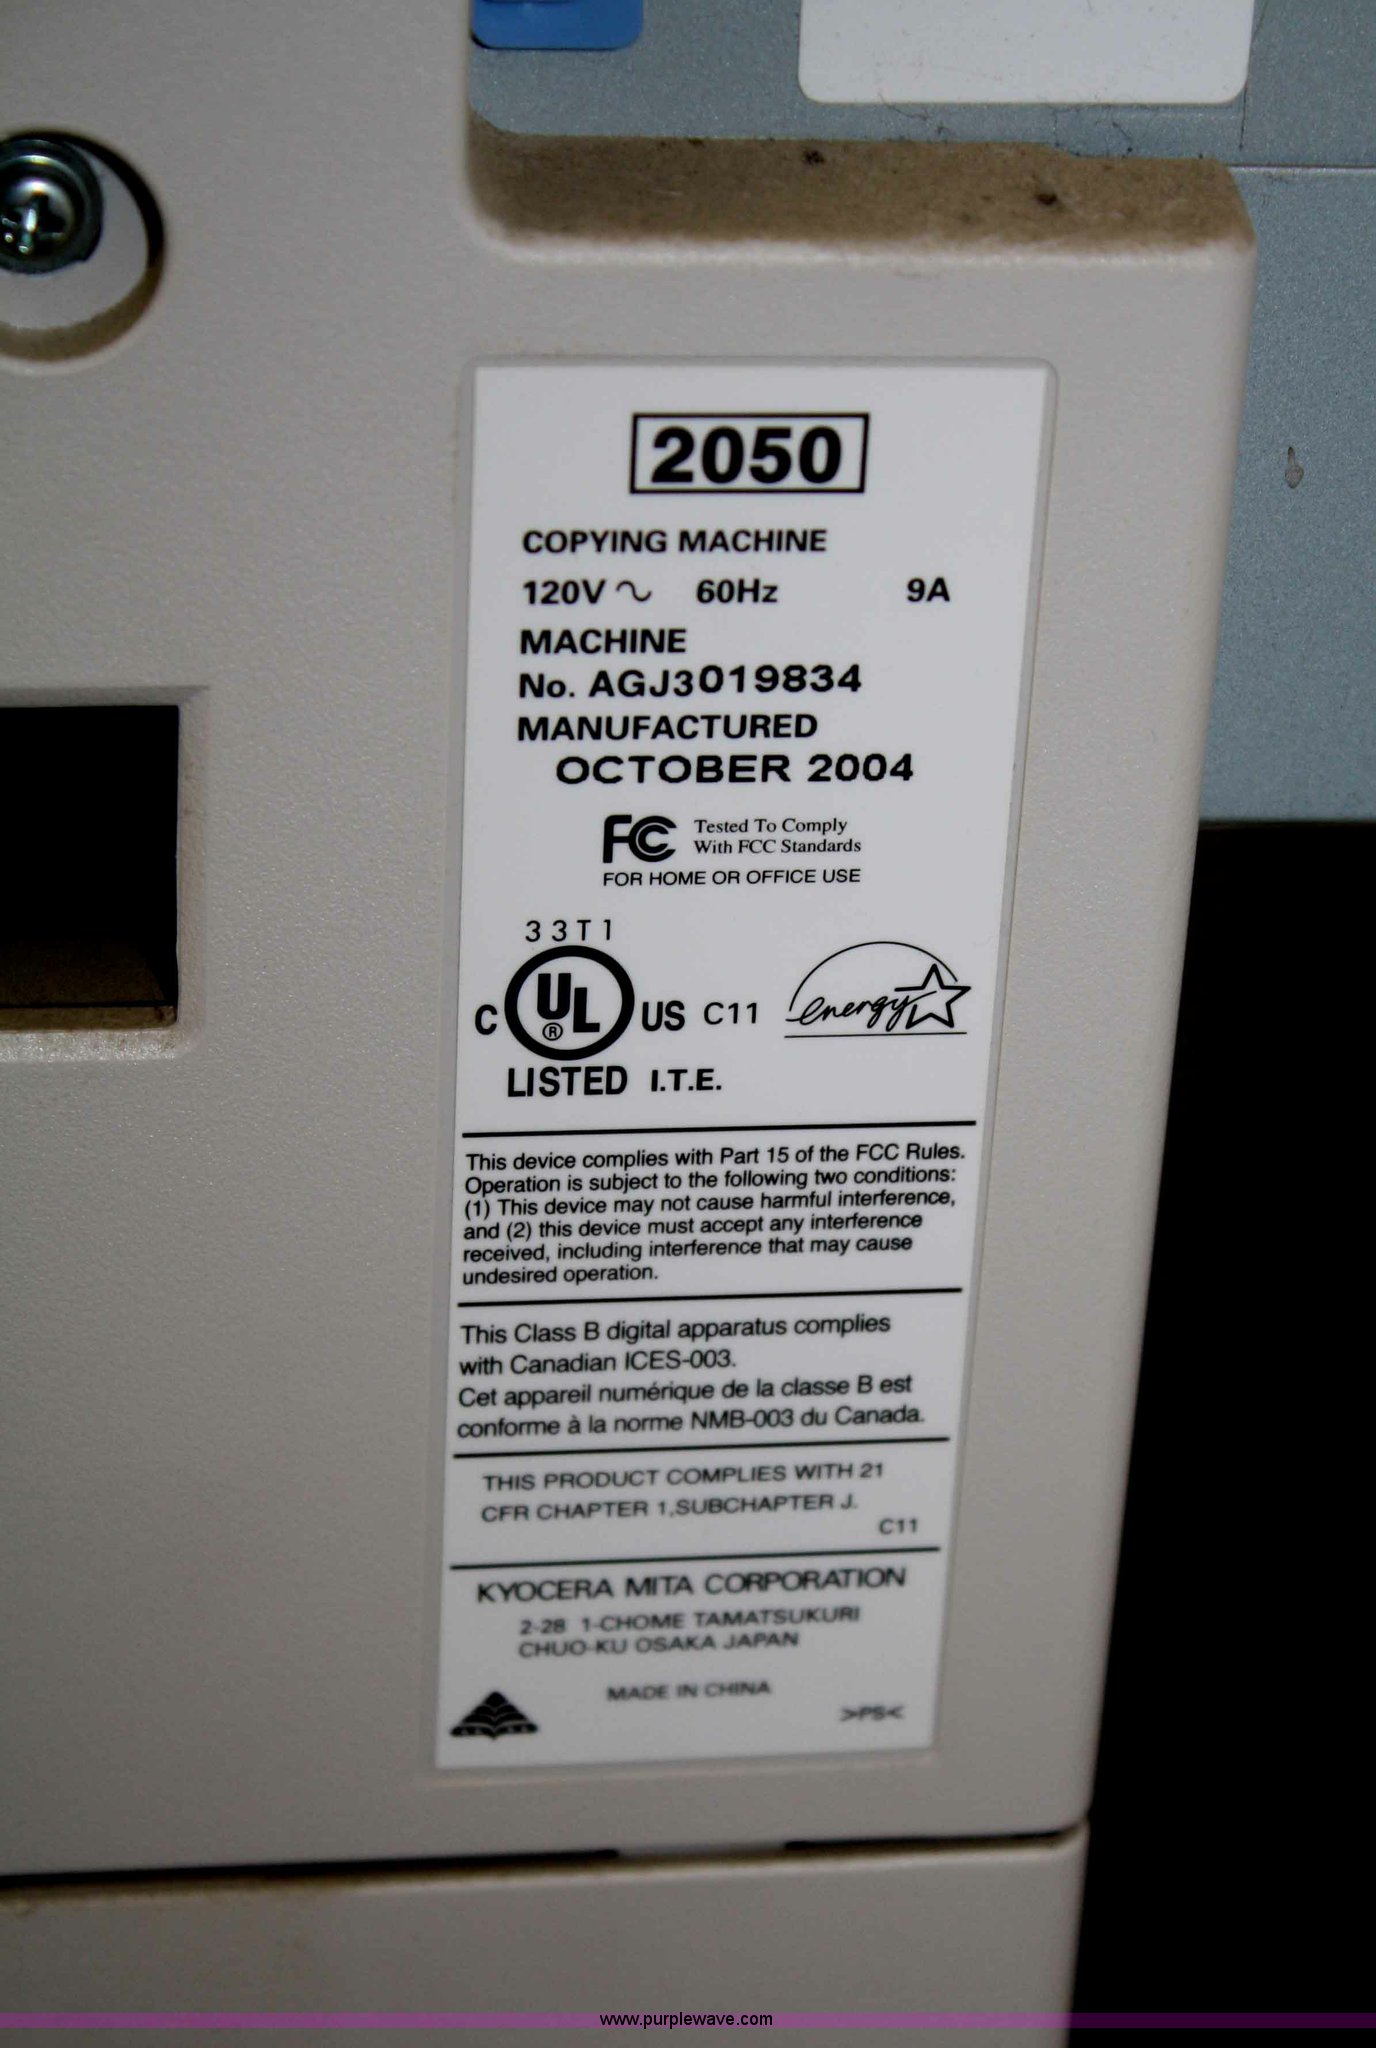 2050
COPYING MACHINE
120V ~ 60Hz 9A
MACHINE
No. AGJ3019834
MANUFACTURED
OCTOBER 2004
FC Tested To Comply
With FCC Standards
FOR HOME OR OFFICE USE
33T1
C UL ® US C11 energy
LISTED I.T.E.
This device complies with Part 15 of the FCC Rules.
Operation is subject to the following two conditions:
(1) This device may not cause harmful interference,
and (2) this device must accept any interference
received, including interference that may cause
undesired operation.
This Class B digital apparatus complies
with Canadian ICES-003.
Cet appareil numérique de la classe B est
conforme à la norme NMB-003 du Canada.
THIS PRODUCT COMPLIES WITH 21
CFR CHAPTER 1,SUBCHAPTER J.
C11
KYOCERA MITA CORPORATION
2-28 1-CHOME TAMATSUKURI
CHUO-KU OSAKA JAPAN
MADE IN CHINA
>PS<
www.purplewave.com